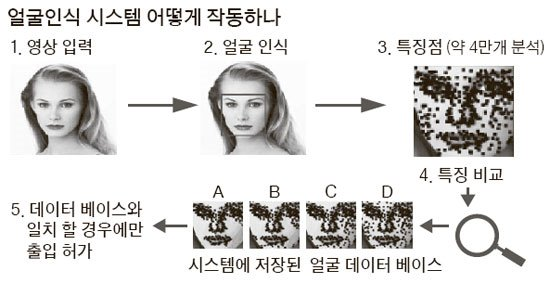 얼굴인식 시스템 어떻게 작동하나
1. 영상 입력
2. 얼굴 인식
3. 특징점 (약 4만개 분석)
4. 특징 비교
A B C D
시스템에 저장된 얼굴 데이터 베이스
5. 데이터 베이스와
일치 할 경우에만
출입 허가